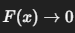 F(x) → 0